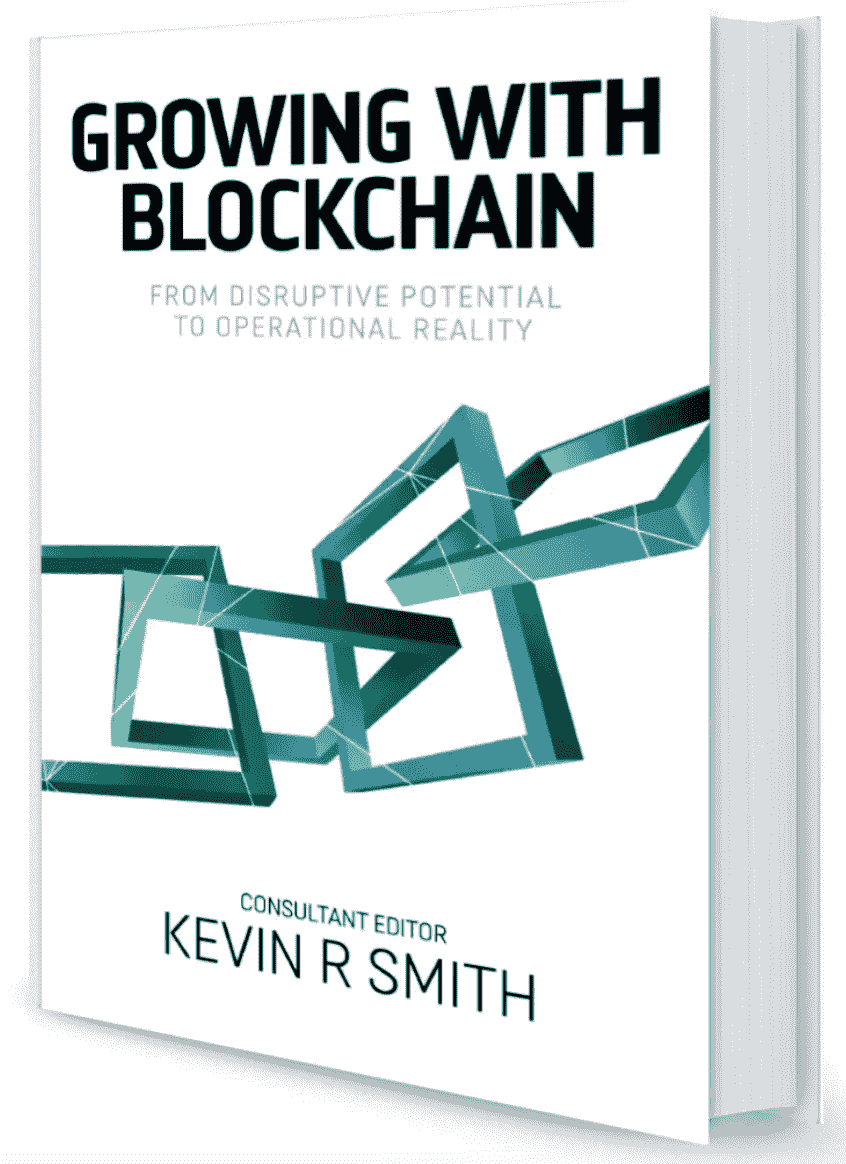 GROWING WITH
BLOCKCHAIN
FROM DISRUPTIVE POTENTIAL
TO OPERATIONAL REALITY
CONSULTANT EDITOR
KEVIN R SMITH